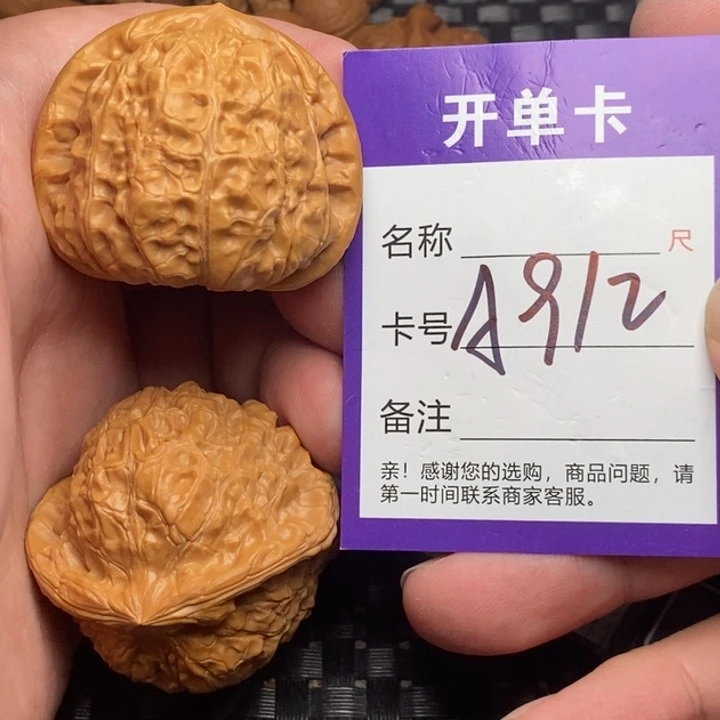 开单卡
名称 尺
卡号 A912
备注
亲！感谢您的选购，商品问题，请
第一时间联系商家客服。